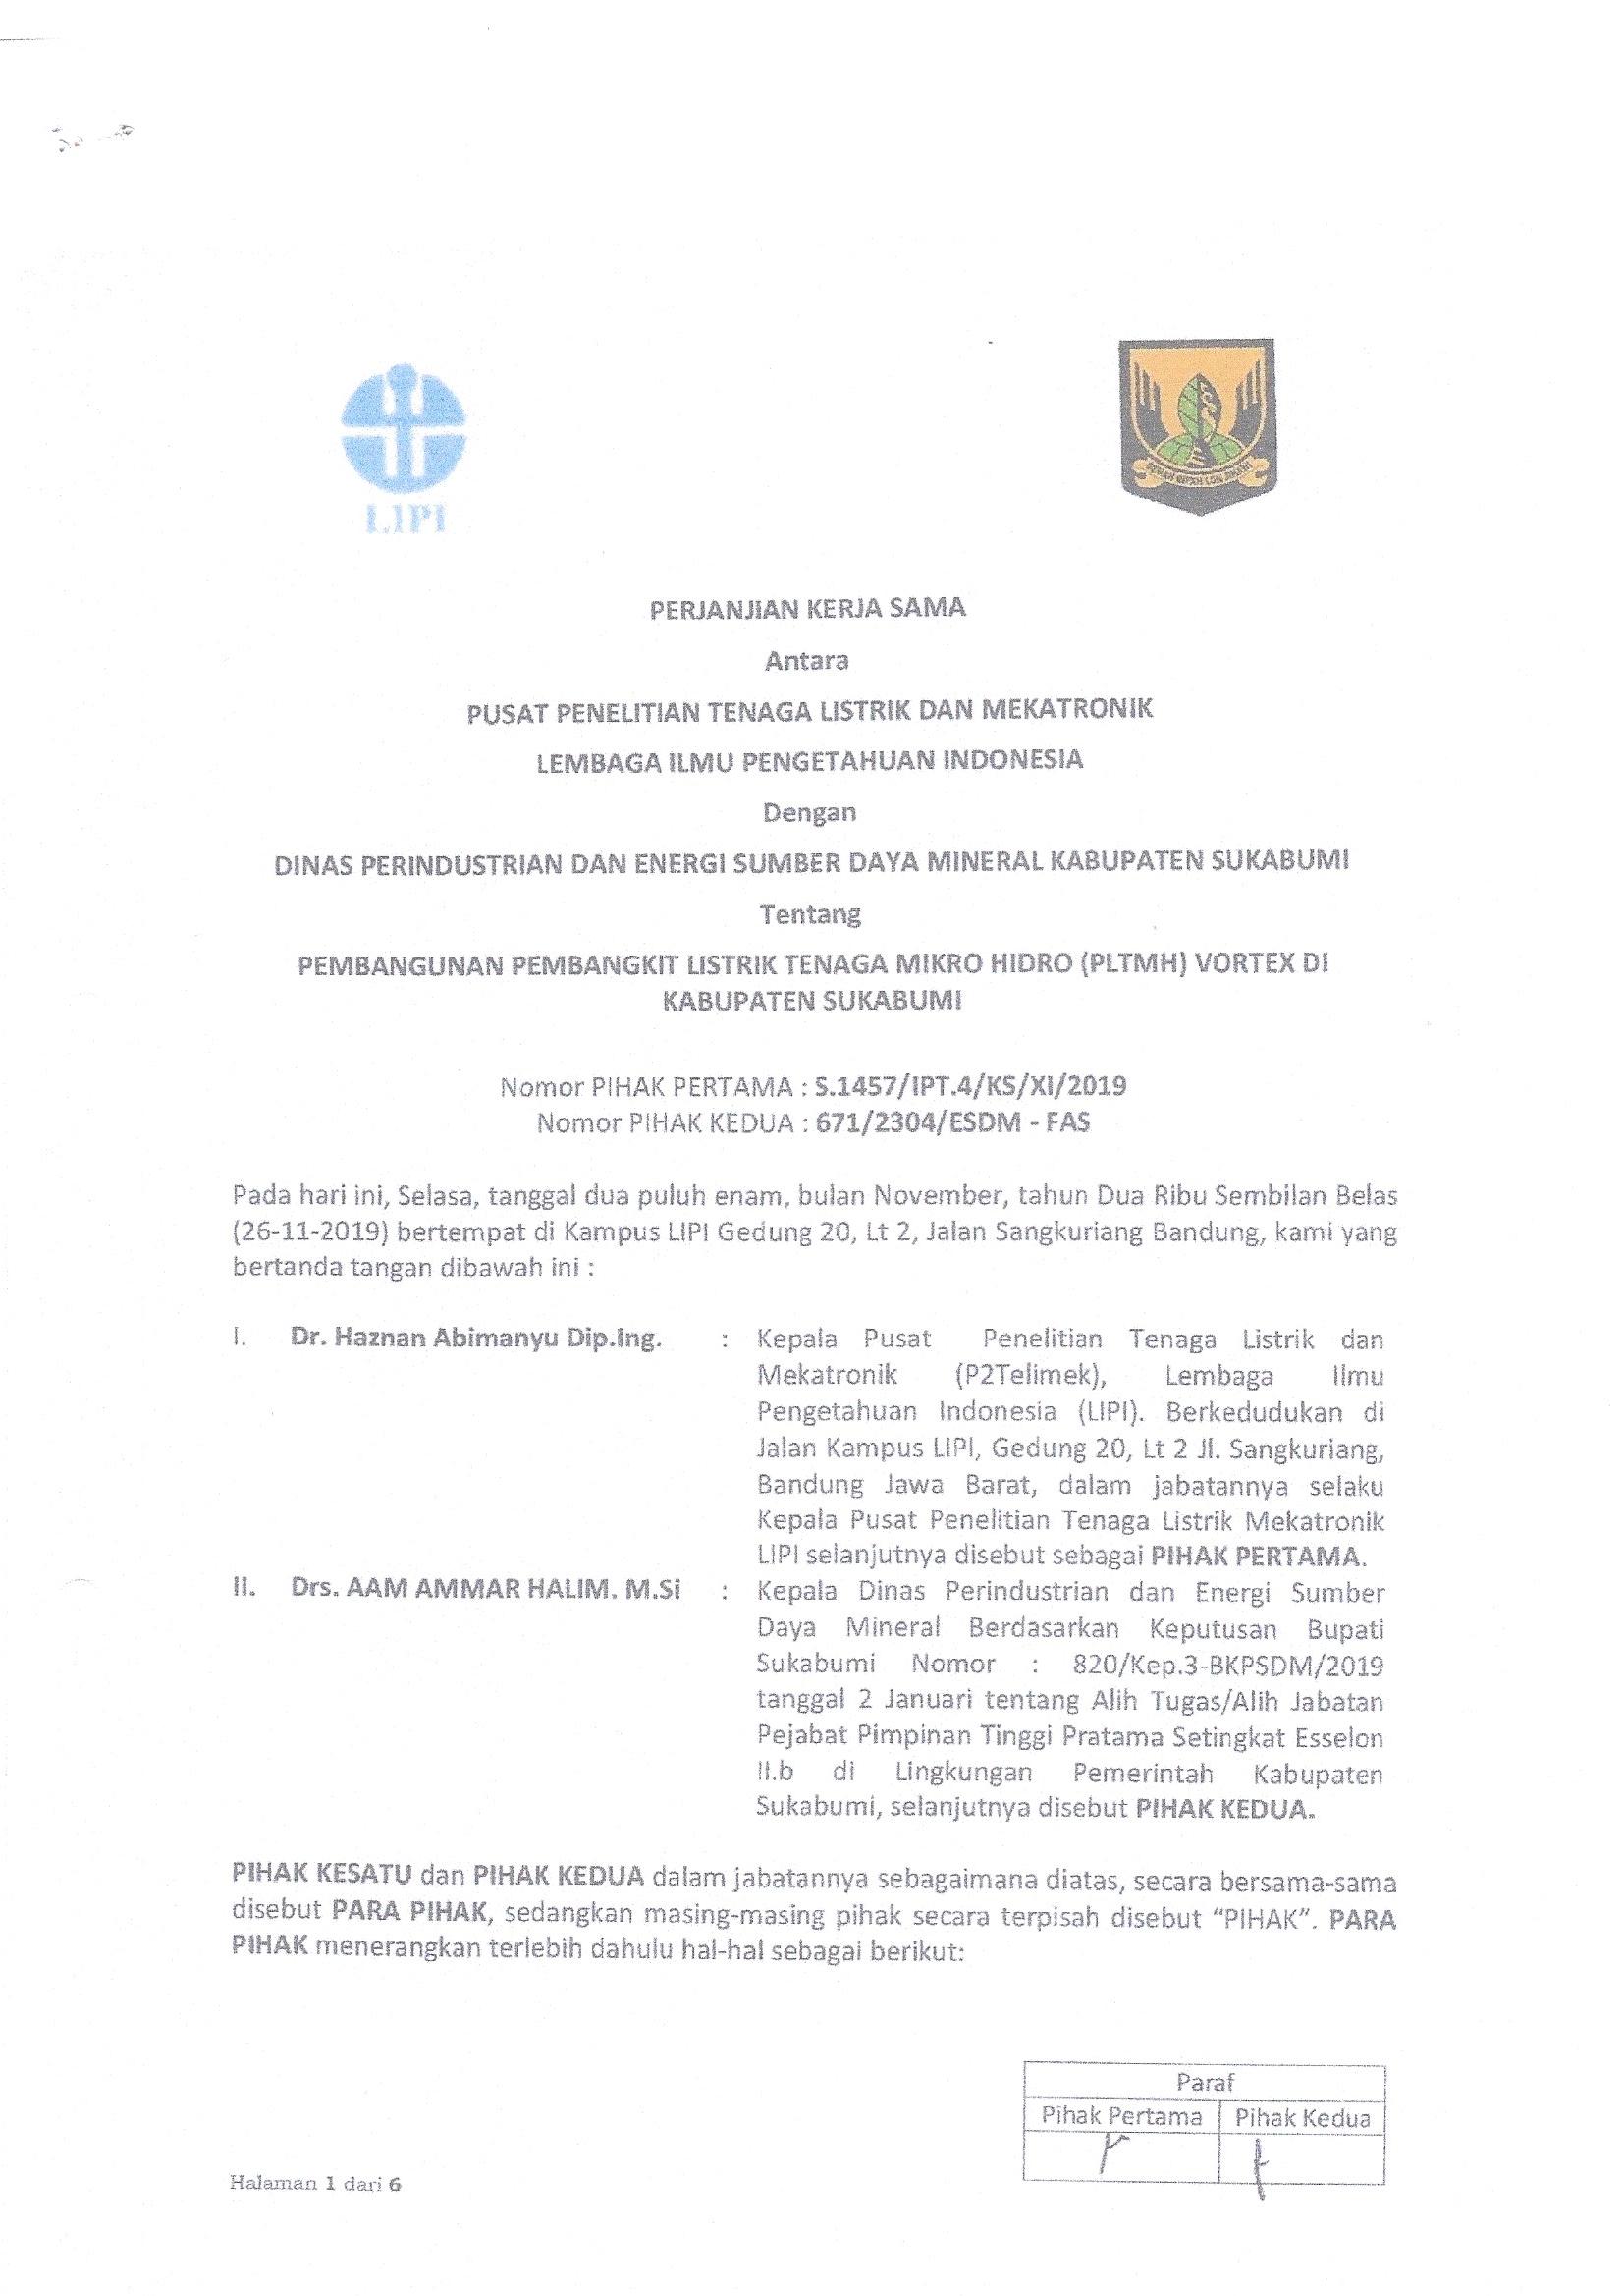 LIPI
PERJANJIAN KERJA SAMA
Antara
PUSAT PENELITIAN TENAGA LISTRIK DAN MEKATRONIK
LEMBAGA ILMU PENGETAHUAN INDONESIA
Dengan
DINAS PERINDUSTRIAN DAN ENERGI SUMBER DAYA MINERAL KABUPATEN SUKABUMI
Tentang
PEMBANGUNAN PEMBANGKIT LISTRIK TENAGA MIKRO HIDRO (PLTMH) VORTEX DI
KABUPATEN SUKABUMI
Nomor PIHAK PERTAMA : S.1457/IPT.4/KS/XI/2019
Nomor PIHAK KEDUA : 671/2304/ESDM - FAS
Pada hari ini, Selasa, tanggal dua puluh enam, bulan November, tahun Dua Ribu Sembilan Belas
(26-11-2019) bertempat di Kampus LIPI Gedung 20, Lt 2, Jalan Sangkuriang Bandung, kami yang
bertanda tangan dibawah ini :
I. Dr. Haznan Abimanyu Dip.Ing. : Kepala Pusat Penelitian Tenaga Listrik dan
Mekatronik (P2Telimek), Lembaga Ilmu
Pengetahuan Indonesia (LIPI). Berkedudukan di
Jalan Kampus LIPI, Gedung 20, Lt 2 Jl. Sangkuriang,
Bandung Jawa Barat, dalam jabatannya selaku
Kepala Pusat Penelitian Tenaga Listrik Mekatronik
LIPI selanjutnya disebut sebagai PIHAK PERTAMA.
II. Drs. AAM AMMAR HALIM. M.Si : Kepala Dinas Perindustrian dan Energi Sumber
Daya Mineral Berdasarkan Keputusan Bupati
Sukabumi Nomor : 820/Kep.3-BKPSDM/2019
tanggal 2 Januari tentang Alih Tugas/Alih Jabatan
Pejabat Pimpinan Tinggi Pratama Setingkat Esselon
II.b di Lingkungan Pemerintah Kabupaten
Sukabumi, selanjutnya disebut PIHAK KEDUA.
PIHAK KESATU dan PIHAK KEDUA dalam jabatannya sebagaimana diatas, secara bersama-sama
disebut PARA PIHAK, sedangkan masing-masing pihak secara terpisah disebut “PIHAK”. PARA
PIHAK menerangkan terlebih dahulu hal-hal sebagai berikut:
Paraf
Pihak Pertama Pihak Kedua
Halaman 1 dari 6